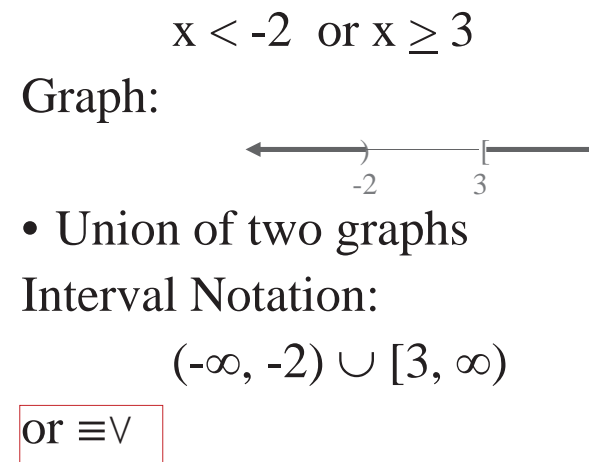 x < -2 or x ≥ 3
Graph:
) [
-2 3
• Union of two graphs
Interval Notation:
(-∞, -2) ∪ [3, ∞)
or ≡∨